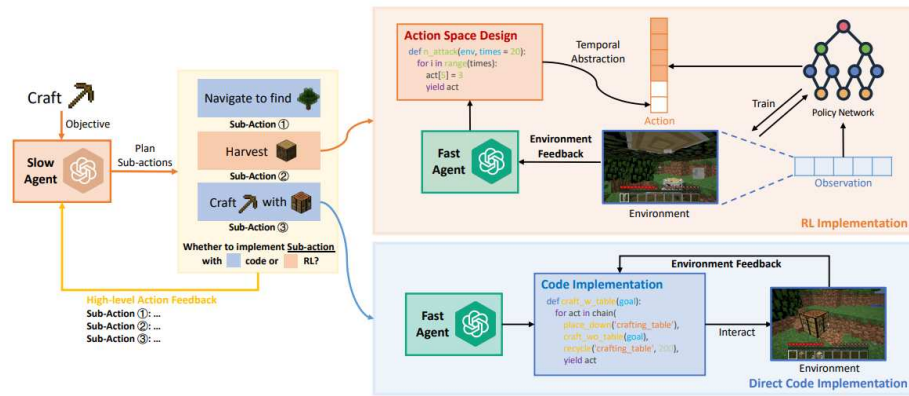 Craft
Objective
Slow
Agent
Plan
Sub-actions
Navigate to find
Sub-Action ①
Harvest
Sub-Action ②
Craft with
Sub-Action ③
Whether to implement Sub-action
with code or RL?
High-level Action Feedback
Sub-Action ①: ...
Sub-Action ②: ...
Sub-Action ③: ...
Action Space Design
def n_attack(env, times = 20):
for i in range(times):
act[5] = 3
yield act
Temporal
Abstraction
Action
Train
Policy Network
Fast
Agent
Environment
Feedback
Environment
Observation
RL Implementation
Fast
Agent
Code Implementation
def craft_w_table(goal):
for act in chain(
place_down('crafting_table'),
craft_wo_table(goal),
recycle('crafting_table', 200),
yield act
Environment Feedback
Interact
Environment
Direct Code Implementation